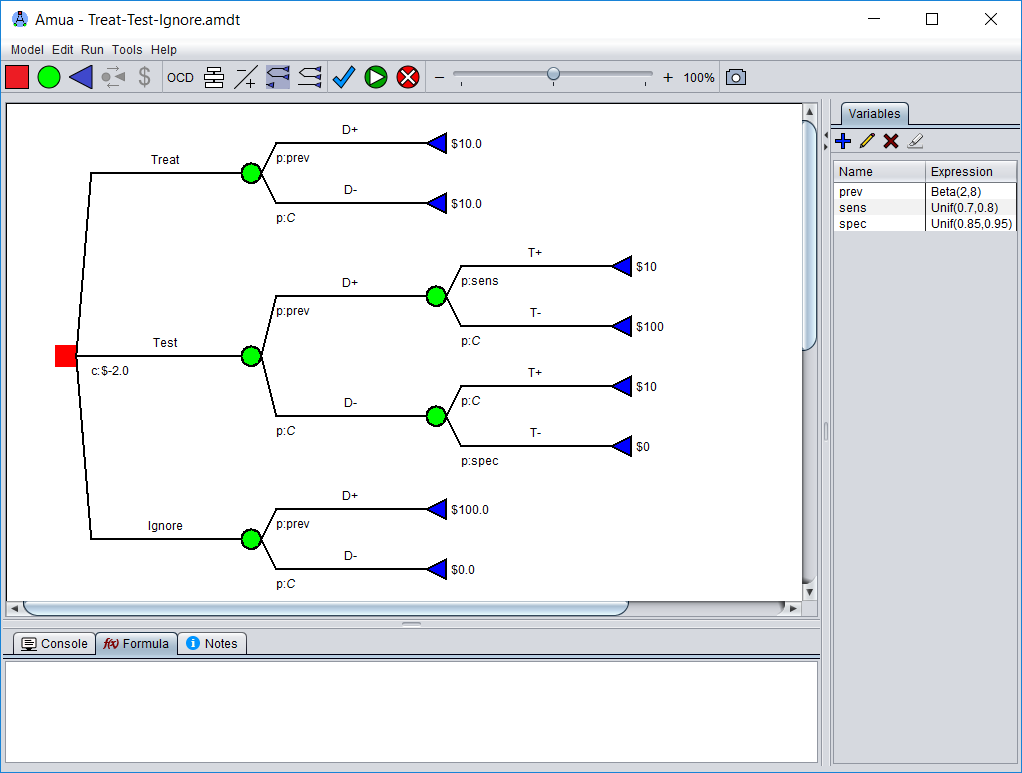 Amua - Treat-Test-Ignore.amdt
Model Edit Run Tools Help
$ OCD - + 100%
Variables
Name Expression
prev Beta(2,8)
sens Unif(0.7,0.8)
spec Unif(0.85,0.95)
D+
$10.0
Treat
p:prev
D-
$10.0
p:C
T+
$10
D+
p:sens
p:prev
T-
$100
Test
p:C
c:$-2.0
T+
$10
D-
p:C
p:C
T-
$0
p:spec
D+
$100.0
Ignore
p:prev
D-
$0.0
p:C
Console f(x) Formula i Notes